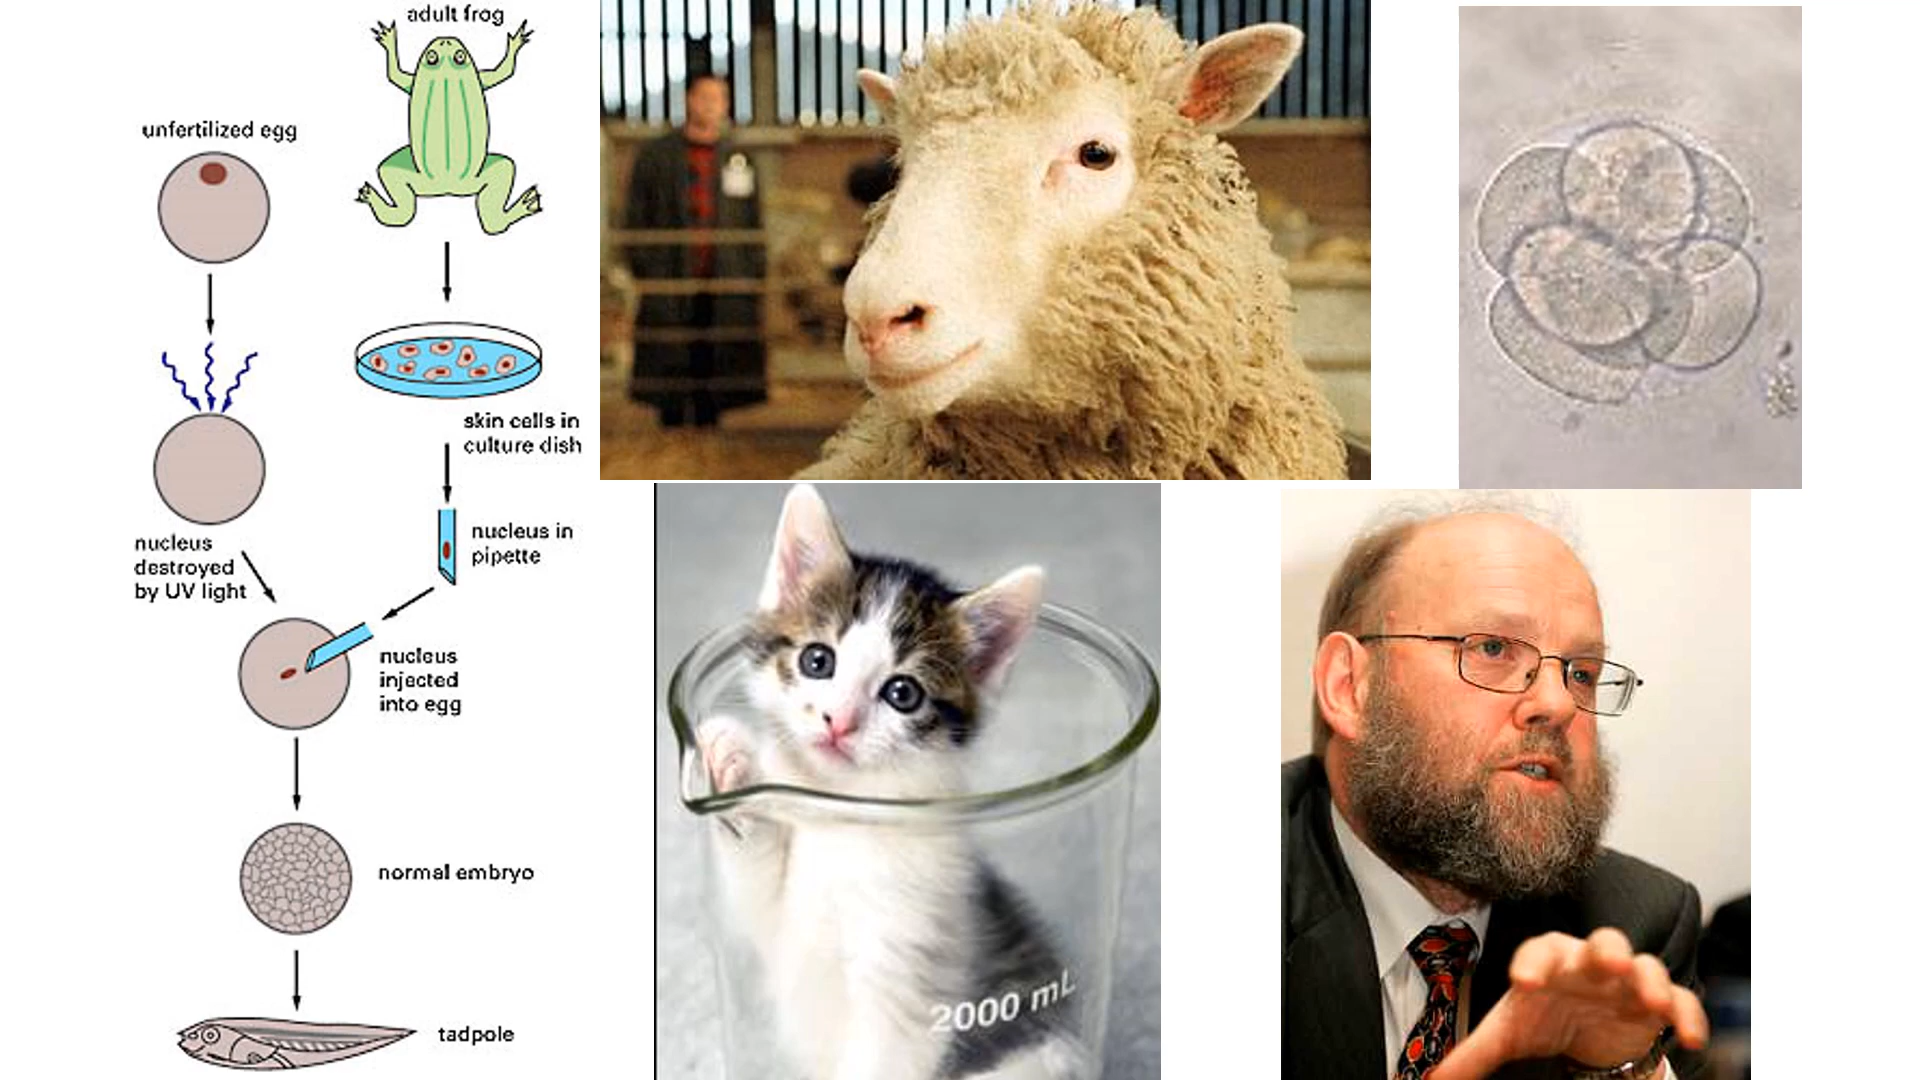 adult frog
unfertilized egg
skin cells in
culture dish
nucleus in
pipette
nucleus
destroyed
by UV light
nucleus
injected
into egg
normal embryo
tadpole
2000 mL